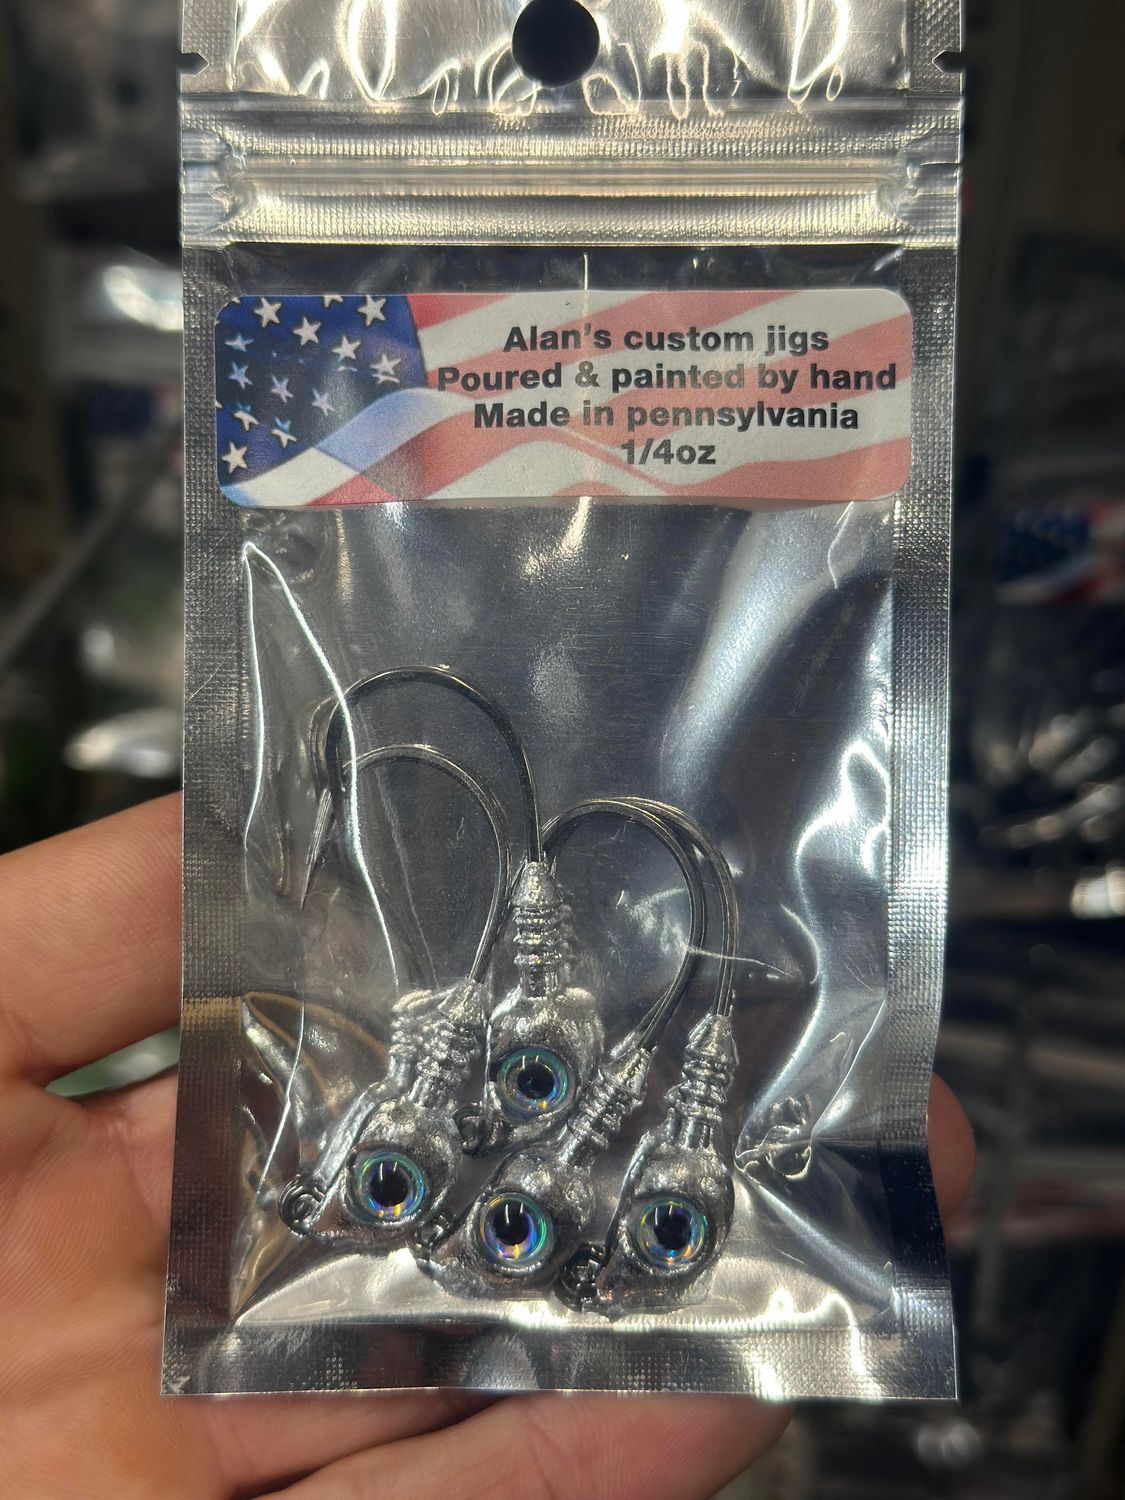 Alan's custom jigs
Poured & painted by hand
Made in pennsylvania
1/4oz